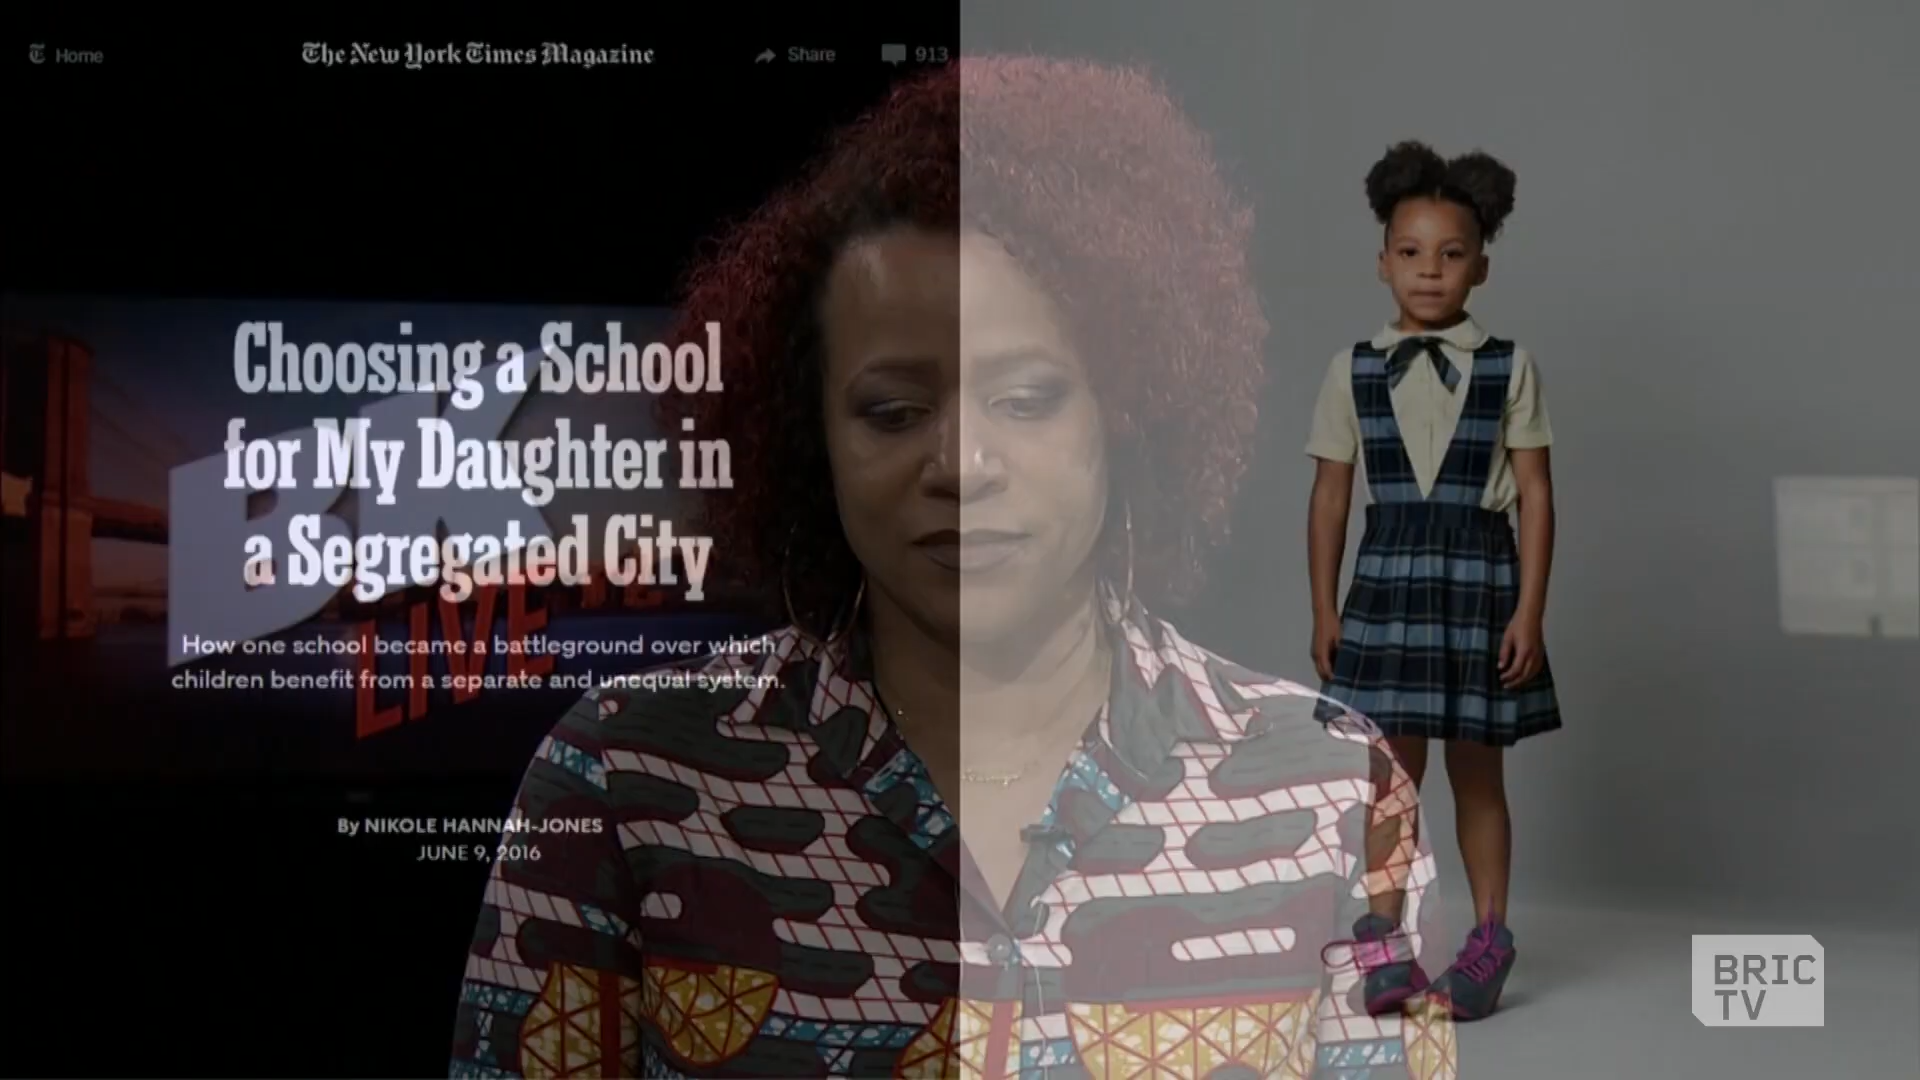 Home
The New York Times Magazine
Share
913
Choosing a School
for My Daughter in
a Segregated City
How one school became a battleground over which
children benefit from a separate and unequal system.
By NIKOLE HANNAH-JONES
JUNE 9, 2016
BK
LIVE
BRIC
TV